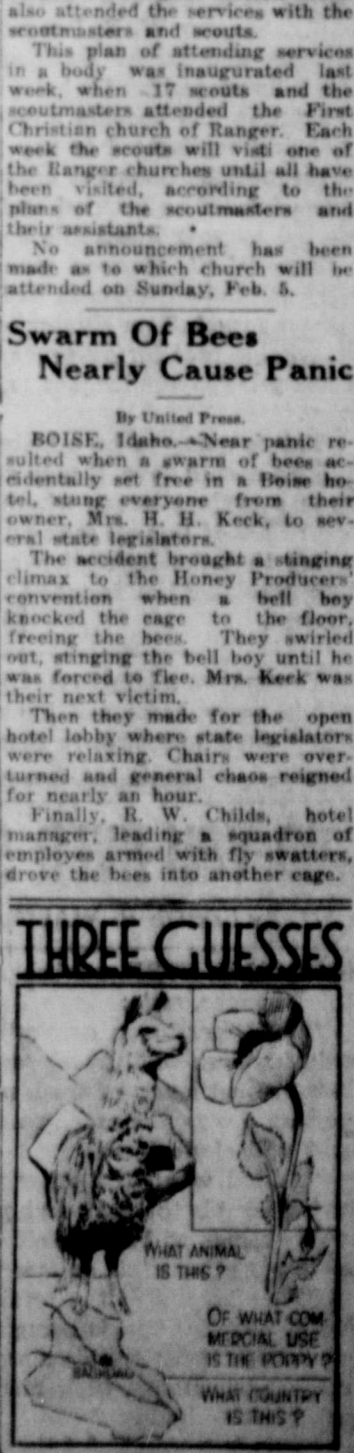 also attended the services with the
scoutmasters and scouts.
This plan of attending services
in a body was inaugurated last
week, when 17 scouts and the
scoutmasters attended the First
Christian church of Ranger. Each
week the scouts will visti one of
the Ranger churches until all have
been visited, according to the
plans of the scoutmasters and
their assistants.
No announcement has been
made as to which church will be
attended on Sunday, Feb. 5.
Swarm Of Bees
Nearly Cause Panic
By United Press.
BOISE, Idaho.—Near panic re-
sulted when a swarm of bees ac-
cidentally set free in a Boise ho-
tel, stung everyone from their
owner, Mrs. H. H. Keck, to sev-
eral state legislators.
The accident brought a stinging
climax to the Honey Producers'
convention when a bell boy
knocked the cage to the floor,
freeing the bees. They swirled
out, stinging the bell boy until he
was forced to flee. Mrs. Keck was
their next victim.
Then they made for the open
hotel lobby where state legislators
were relaxing. Chairs were over-
turned and general chaos reigned
for nearly an hour.
Finally, R. W. Childs, hotel
manager, leading a squadron of
employes armed with fly swatters,
drove the bees into another cage.
THREE GUESSES
WHAT ANIMAL
IS THIS?
OF WHAT COM-
MERCIAL USE
IS THE POPPY?
BAGHDAD
WHAT COUNTRY
IS THIS?